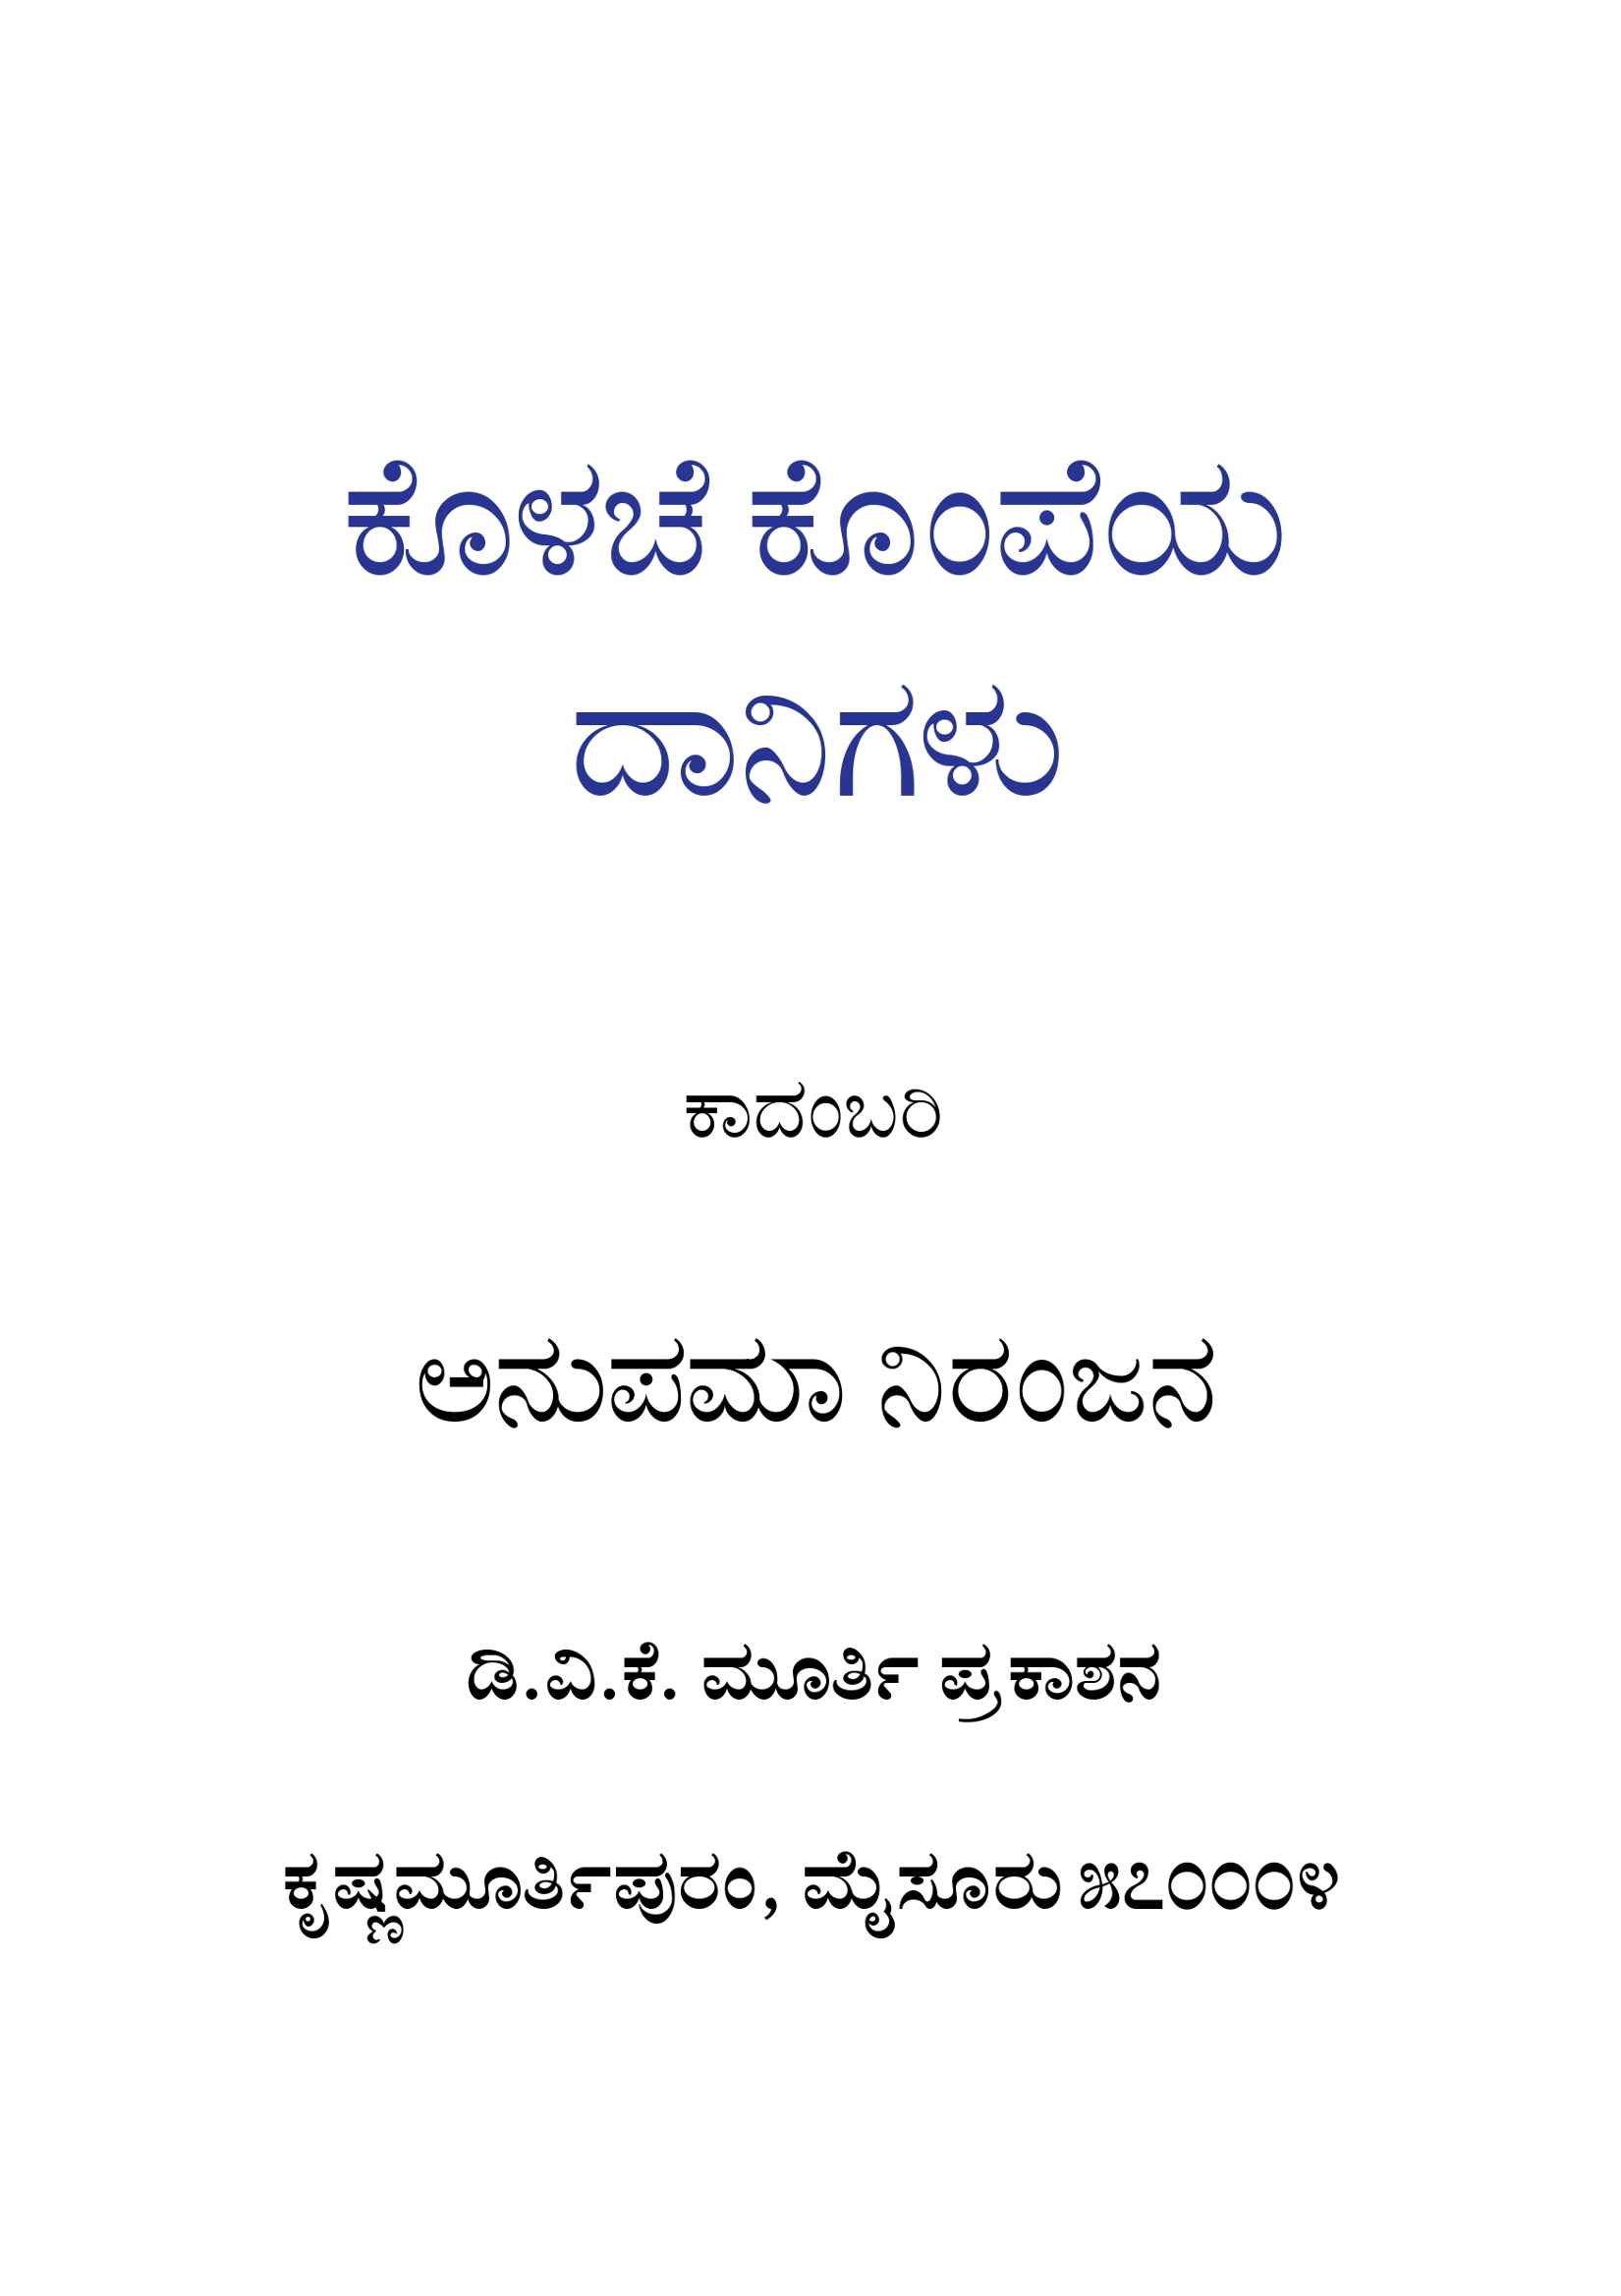 ಕೊಳಚೆ ಕೊಂಪೆಯ
ದಾನಿಗಳು
ಕಾದಂಬರಿ
ಅನುಪಮಾ ನಿರಂಜನ
ಡಿ.ವಿ.ಕೆ. ಮೂರ್ತಿ ಪ್ರಕಾಶನ
ಕೃಷ್ಣಮೂರ್ತಿಪುರಂ, ಮೈಸೂರು ೫೭೦೦೦೪